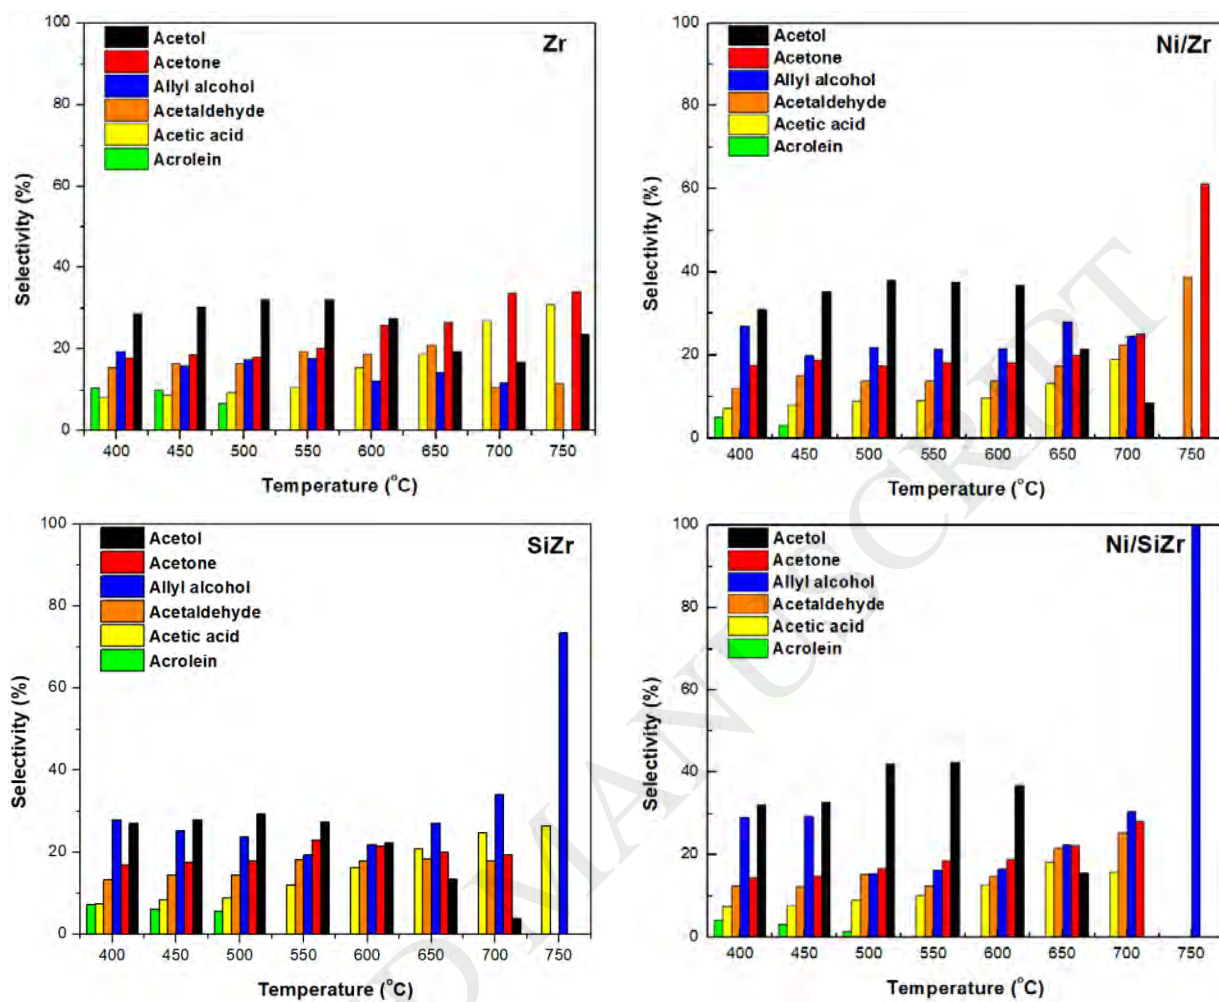 Zr
Acetol
Acetone
Allyl alcohol
Acetaldehyde
Acetic acid
Acrolein
Selectivity (%)
100
80
60
40
20
0
400 450 500 550 600 650 700 750
Temperature (°C)
Ni/Zr
Acetol
Acetone
Allyl alcohol
Acetaldehyde
Acetic acid
Acrolein
Selectivity (%)
100
80
60
40
20
0
400 450 500 550 600 650 700 750
Temperature (°C)
SiZr
Acetol
Acetone
Allyl alcohol
Acetaldehyde
Acetic acid
Acrolein
Selectivity (%)
100
80
60
40
20
0
400 450 500 550 600 650 700 750
Temperature (°C)
Ni/SiZr
Acetol
Acetone
Allyl alcohol
Acetaldehyde
Acetic acid
Acrolein
Selectivity (%)
100
80
60
40
20
0
400 450 500 550 600 650 700 750
Temperature (°C)
D MANUSCRIPT